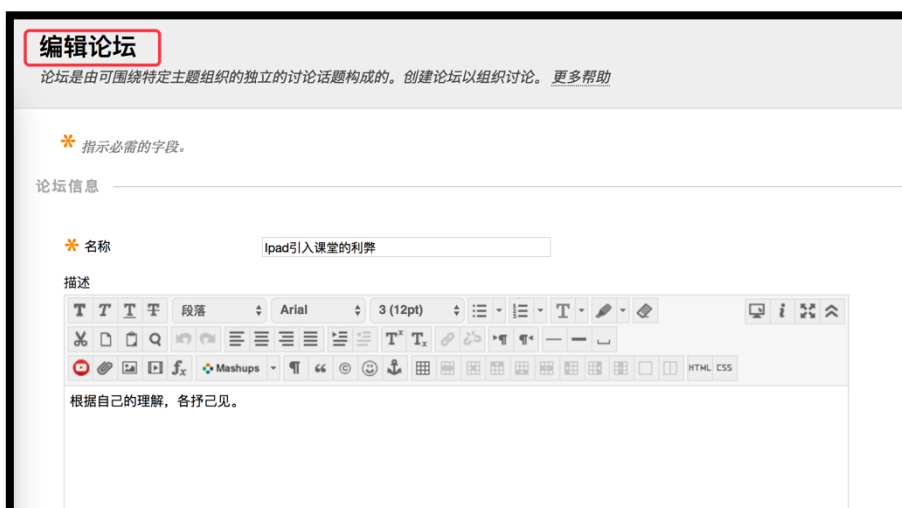 编辑论坛
论坛是由可围绕特定主题组织的独立的讨论话题构成的。创建论坛以组织讨论。 更多帮助
* 指示必需的字段。
论坛信息
* 名称 Ipad引入课堂的利弊
描述
T T T T 段落 Arial 3 (12pt) T i
Tx Tx
fx Mashups HTML CSS
根据自己的理解，各抒己见。